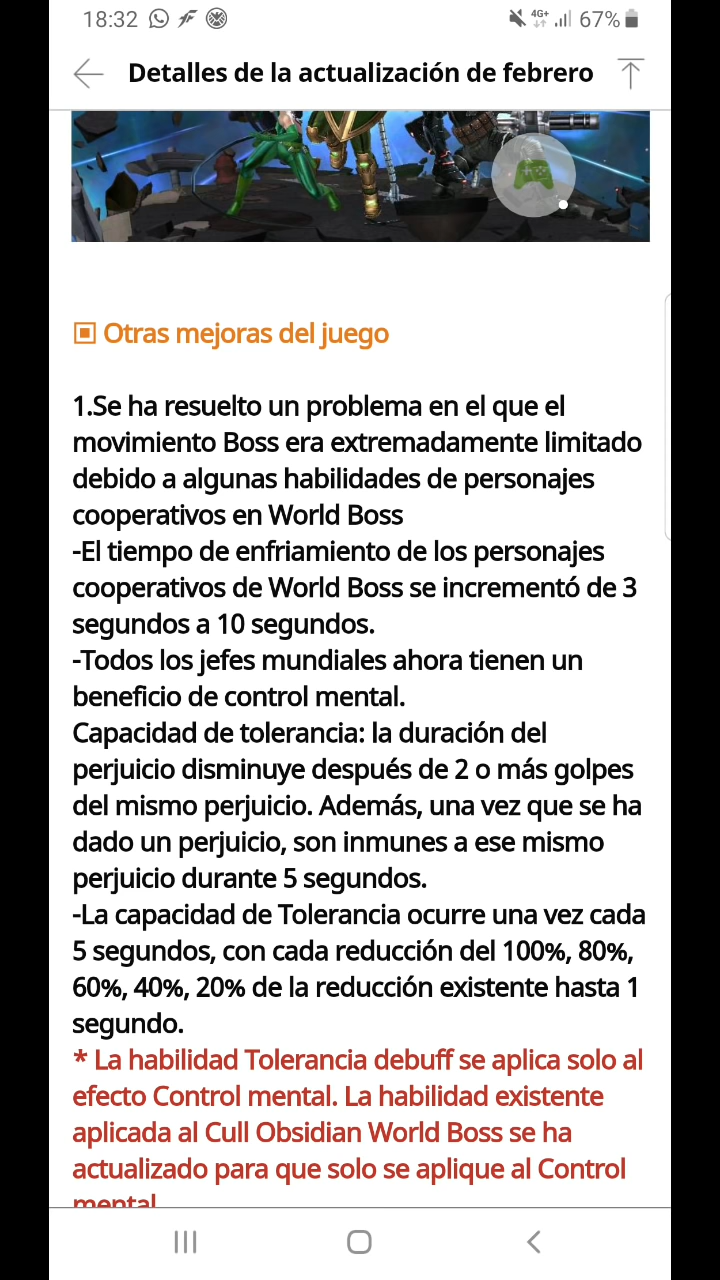 18:32
4G+
67%
Detalles de la actualización de febrero
Otras mejoras del juego
1.Se ha resuelto un problema en el que el
movimiento Boss era extremadamente limitado
debido a algunas habilidades de personajes
cooperativos en World Boss
-El tiempo de enfriamiento de los personajes
cooperativos de World Boss se incrementó de 3
segundos a 10 segundos.
-Todos los jefes mundiales ahora tienen un
beneficio de control mental.
Capacidad de tolerancia: la duración del
perjuicio disminuye después de 2 o más golpes
del mismo perjuicio. Además, una vez que se ha
dado un perjuicio, son inmunes a ese mismo
perjuicio durante 5 segundos.
-La capacidad de Tolerancia ocurre una vez cada
5 segundos, con cada reducción del 100%, 80%,
60%, 40%, 20% de la reducción existente hasta 1
segundo.
* La habilidad Tolerancia debuff se aplica solo al
efecto Control mental. La habilidad existente
aplicada al Cull Obsidian World Boss se ha
actualizado para que solo se aplique al Control
mental